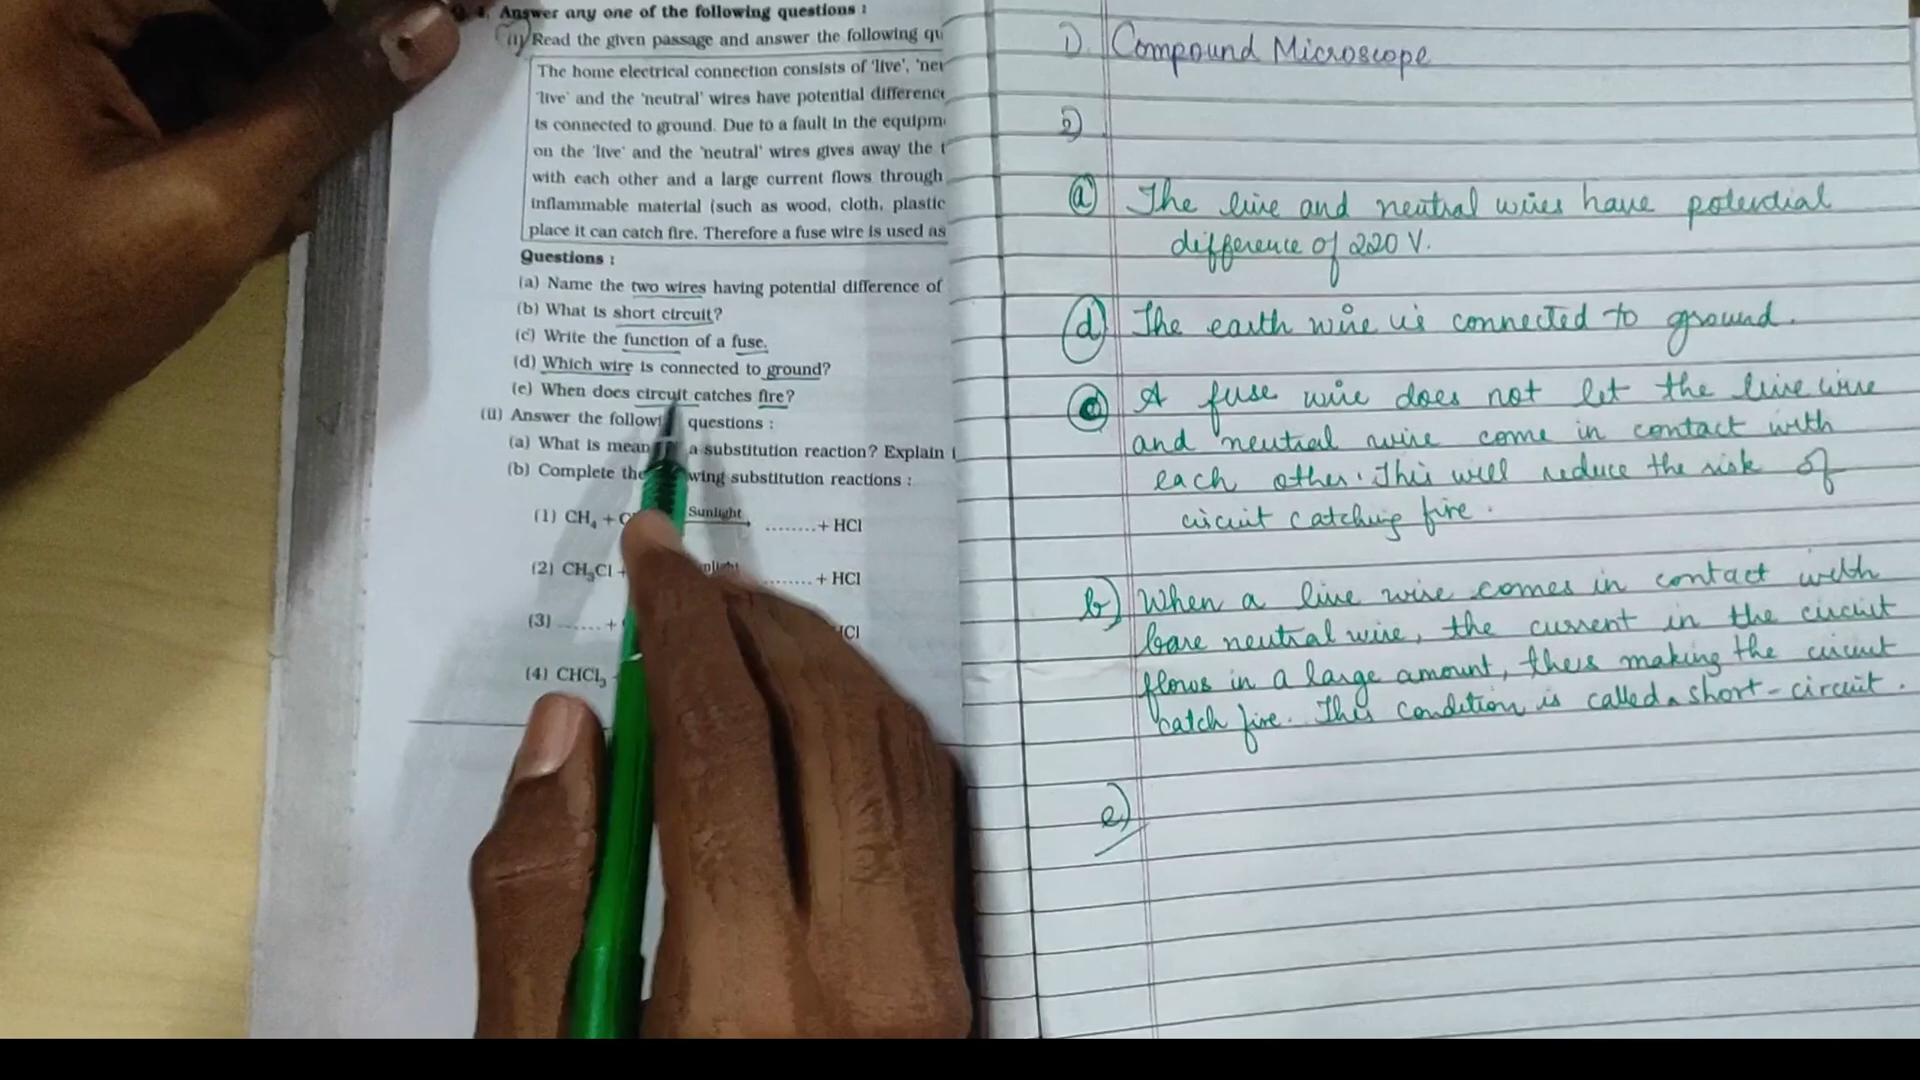 Answer any one of the following questions :
(i) Read the given passage and answer the following
The home electrical connection consists of 'live',
'live' and the 'neutral' wires have potential difference
is connected to ground. Due to a fault in the
on the 'live' and the 'neutral' wires gives away the
with each other and a large current flows through
inflammable material (such as wood, cloth, plastic
place it can catch fire. Therefore a fuse wire is used as
Questions :
(a) Name the two wires having potential difference of
(b) What is short circuit?
(c) Write the function of a fuse.
(d) Which wire is connected to ground?
(e) When does circuit catches fire?
(ii) Answer the questions :
(a) What is a substitution reaction? Explain
(b) Complete the substitution reactions :
(1) CH₄ + Sunlight ........+ HCl
(2) CH₃Cl + ........ + HCl
(3) ....... +
(4) CHCl₃
1) Compound Microscope
a) The live and neutral wires have potential
difference of 220 V.
d) The earth wire is connected to ground.
c) A fuse wire does not let the live wire
and neutral wire come in contact with
each other. This will reduce the risk of
circuit catching fire.
b) When a live wire comes in contact with
bare neutral wire, the current in the circuit
flows in a large amount, thus making the circuit
catch fire. This condition is called a short-circuit.
e)